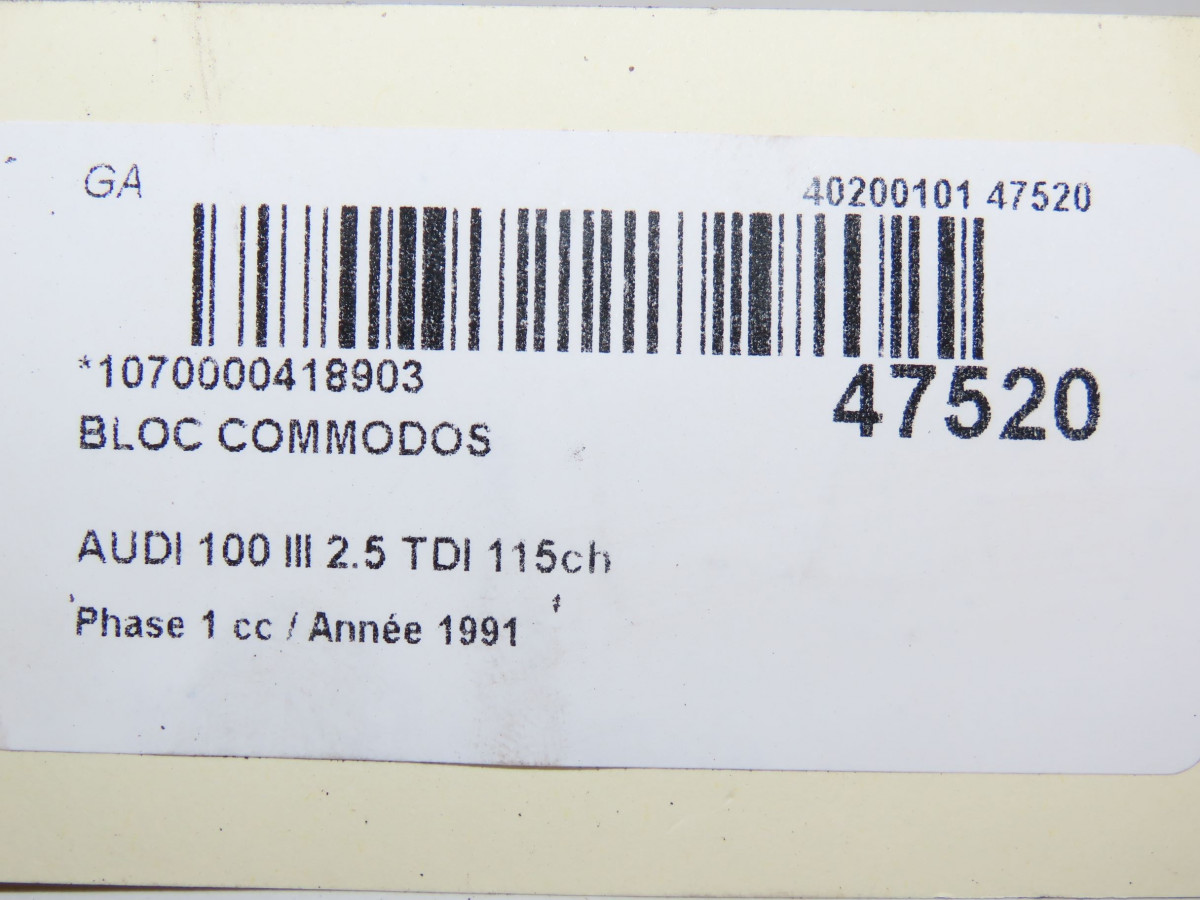 GA
40200101 47520
*1070000418903
47520
BLOC COMMODOS
AUDI 100 III 2.5 TDI 115ch
Phase 1 cc / Année 1991